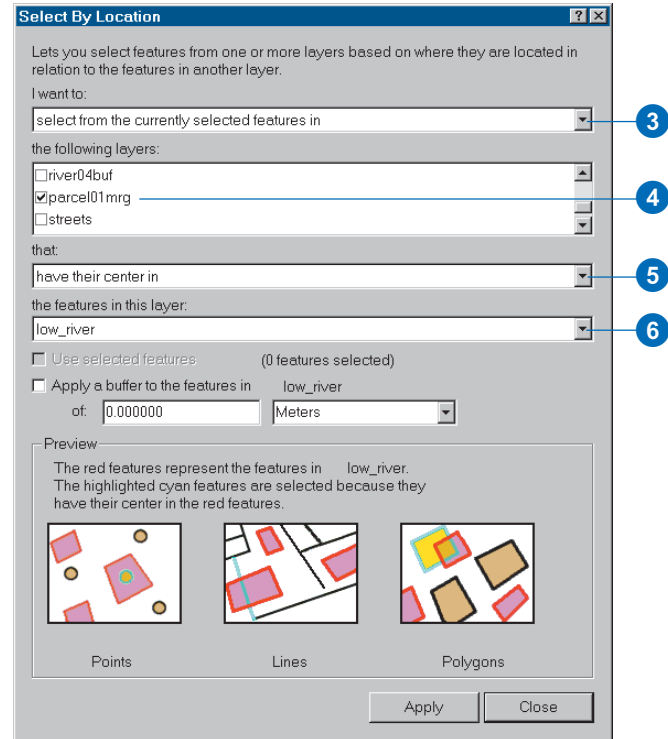 Select By Location
Lets you select features from one or more layers based on where they are located in
relation to the features in another layer.
I want to:
select from the currently selected features in
3
the following layers:
river04buf
parcel01mrg
4
streets
that:
have their center in
5
the features in this layer:
low_river
6
Use selected features (0 features selected)
Apply a buffer to the features in low_river
of: 0.000000 Meters
Preview
The red features represent the features in low_river.
The highlighted cyan features are selected because they
have their center in the red features.
Points Lines Polygons
Apply Close